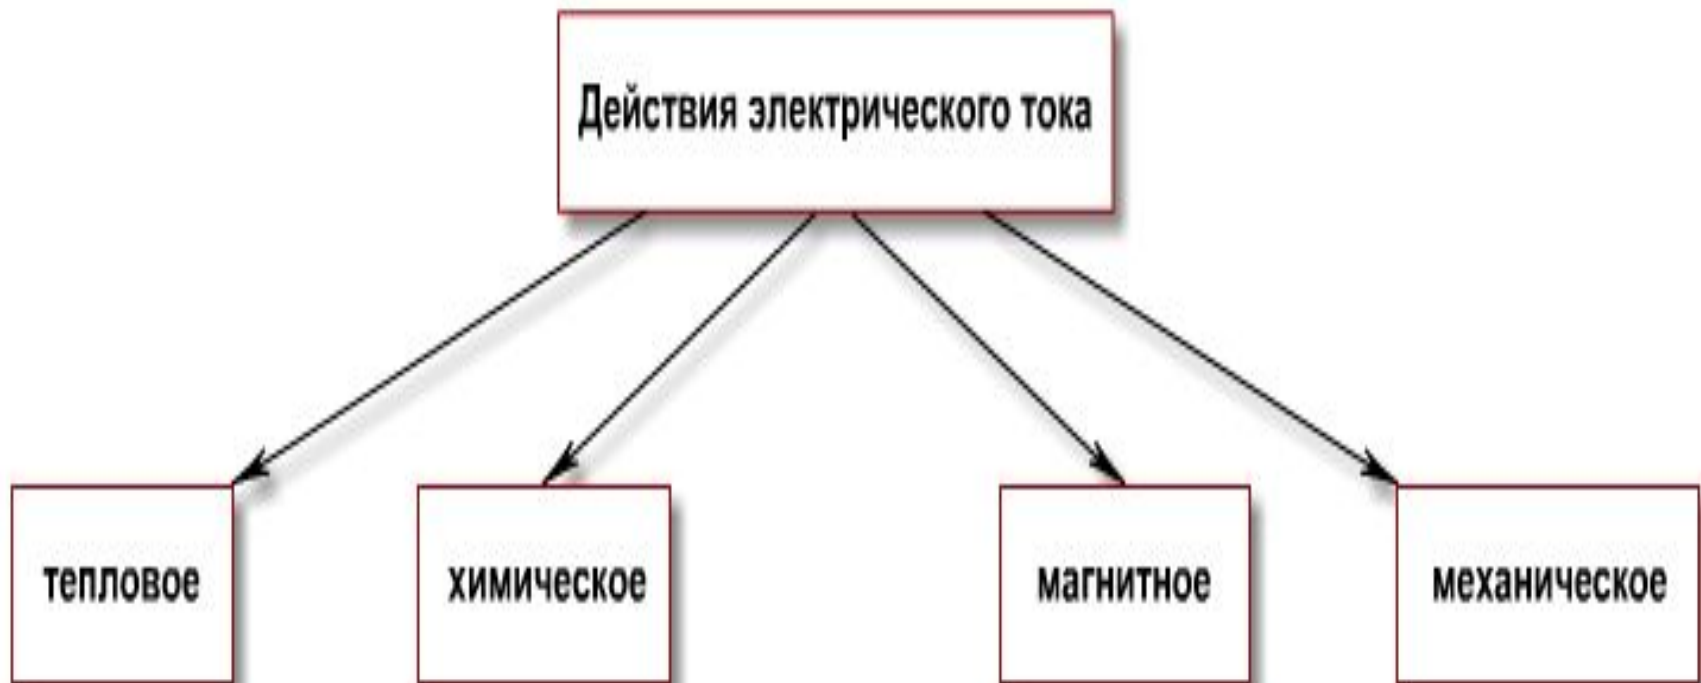 Действия электрического тока
тепловое
химическое
магнитное
механическое